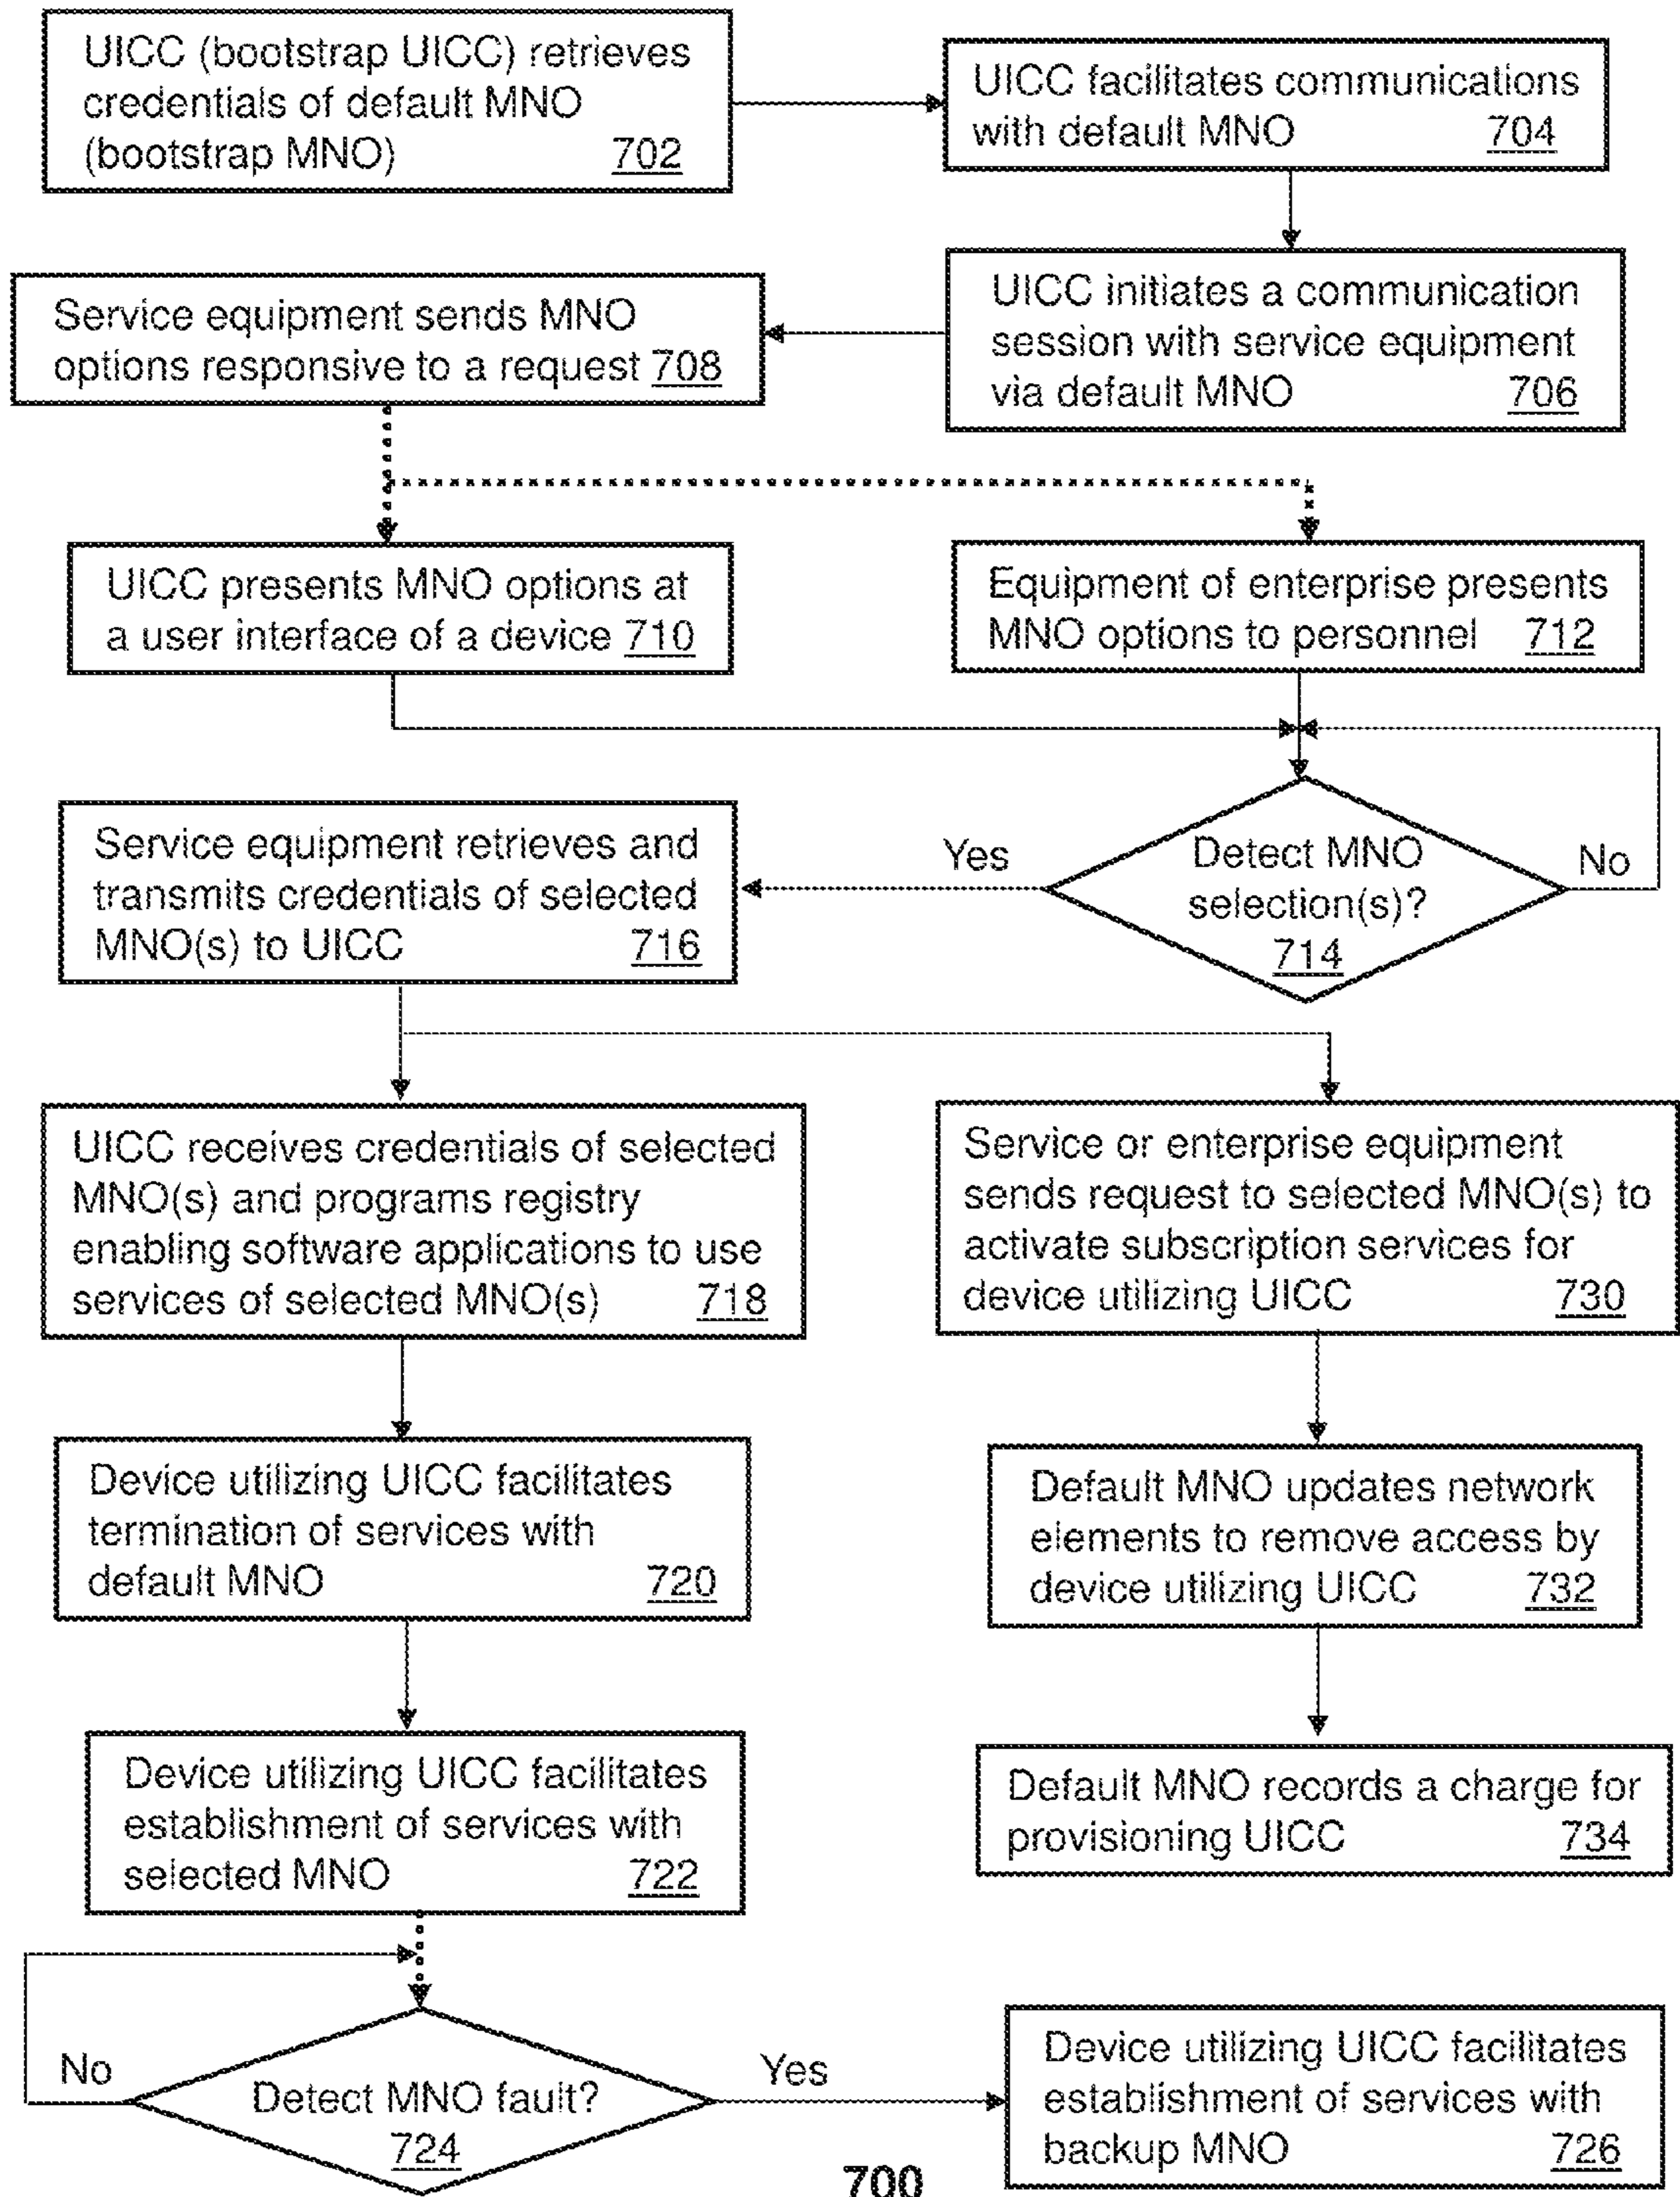 UICC (bootstrap UICC) retrieves
credentials of default MNO
(bootstrap MNO) 702
UICC facilitates communications
with default MNO 704
UICC initiates a communication
session with service equipment
via default MNO 706
Service equipment sends MNO
options responsive to a request 708
UICC presents MNO options at
a user interface of a device 710
Equipment of enterprise presents
MNO options to personnel 712
Detect MNO
selection(s)?
714
Yes
No
Service equipment retrieves and
transmits credentials of selected
MNO(s) to UICC 716
UICC receives credentials of selected
MNO(s) and programs registry
enabling software applications to use
services of selected MNO(s) 718
Service or enterprise equipment
sends request to selected MNO(s) to
activate subscription services for
device utilizing UICC 730
Device utilizing UICC facilitates
termination of services with
default MNO 720
Default MNO updates network
elements to remove access by
device utilizing UICC 732
Device utilizing UICC facilitates
establishment of services with
selected MNO 722
Default MNO records a charge for
provisioning UICC 734
No
Detect MNO fault?
724
Yes
Device utilizing UICC facilitates
establishment of services with
backup MNO 726
700